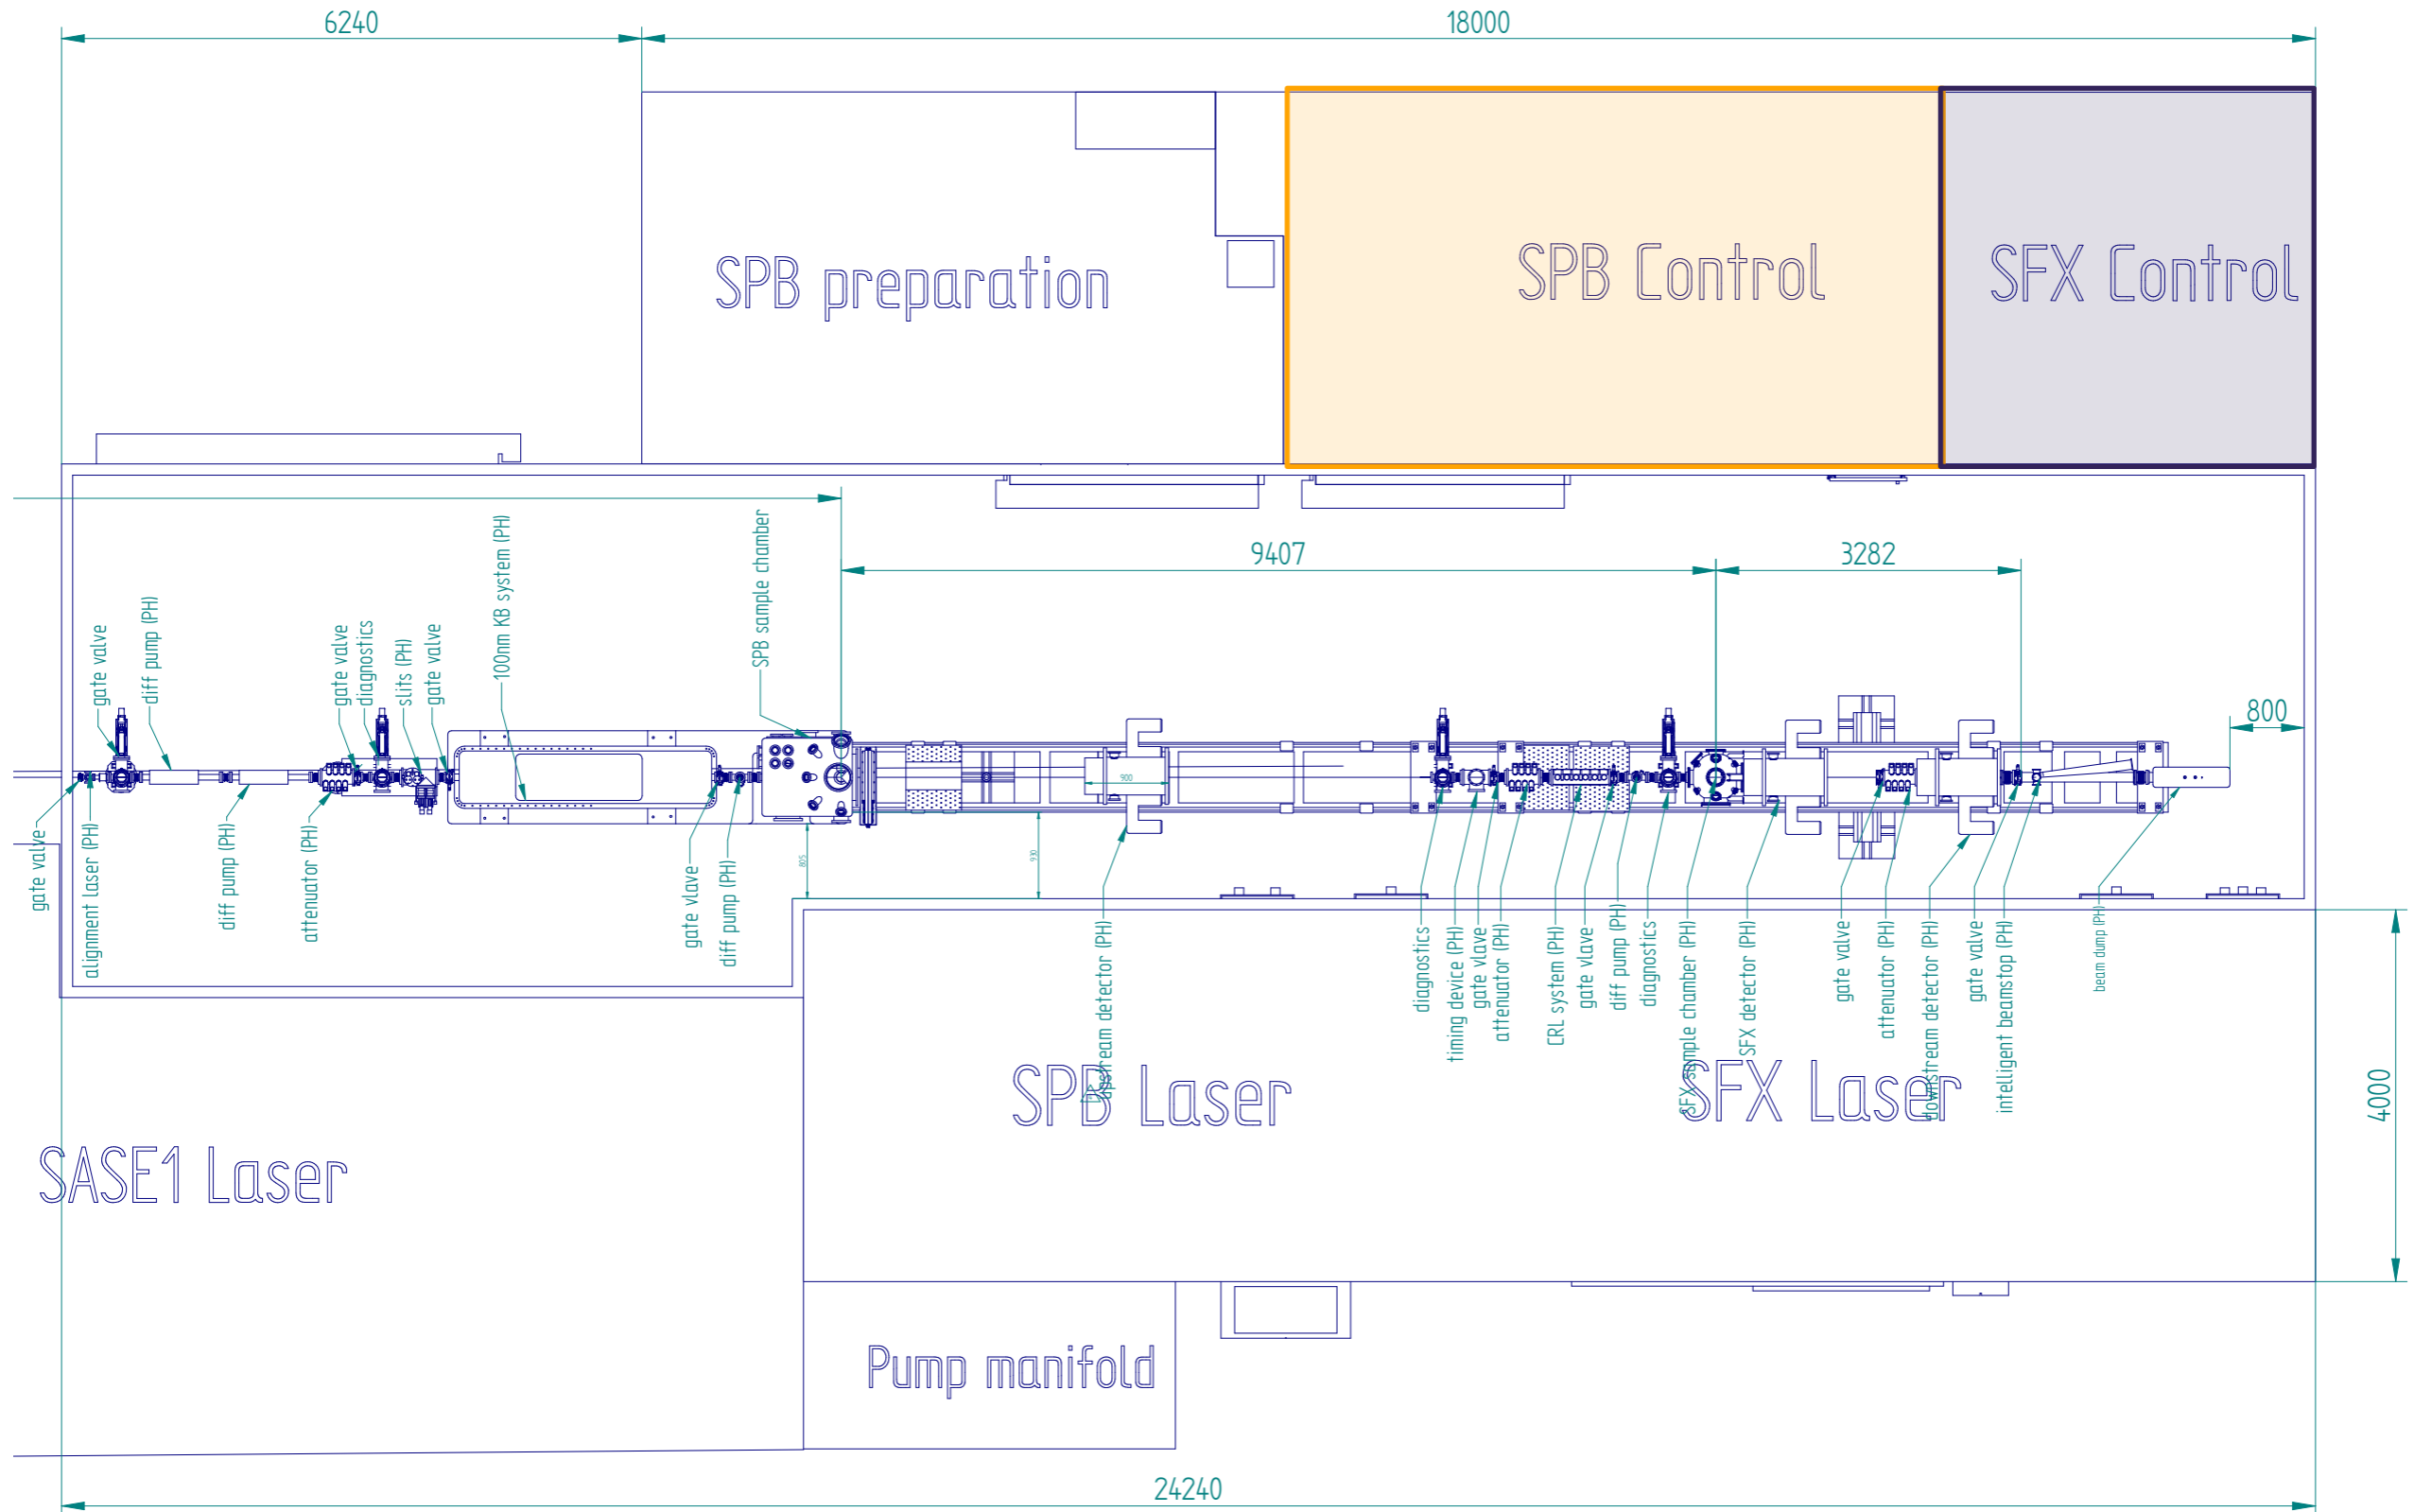 6240
18000
SPB preparation
SPB Control
SFX Control
9407
3282
800
gate valve
diff pump (PH)
gate valve
diagnostics
slits (PH)
gate valve
100nm KB system (PH)
SPB sample chamber
900
805
930
gate valve
alignment laser (PH)
diff pump (PH)
attenuator (PH)
gate vlave
diff pump (PH)
upstream detector (PH)
diagnostics
timing device (PH)
gate vlave
attenuator (PH)
CRL system (PH)
gate vlave
diff pump (PH)
diagnostics
SFX sample chamber (PH)
SFX detector (PH)
gate valve
attenuator (PH)
downstream detector (PH)
gate valve
intelligent beamstop (PH)
beam dump (PH)
SPB Laser
SFX Laser
4000
SASE1 Laser
Pump manifold
24240